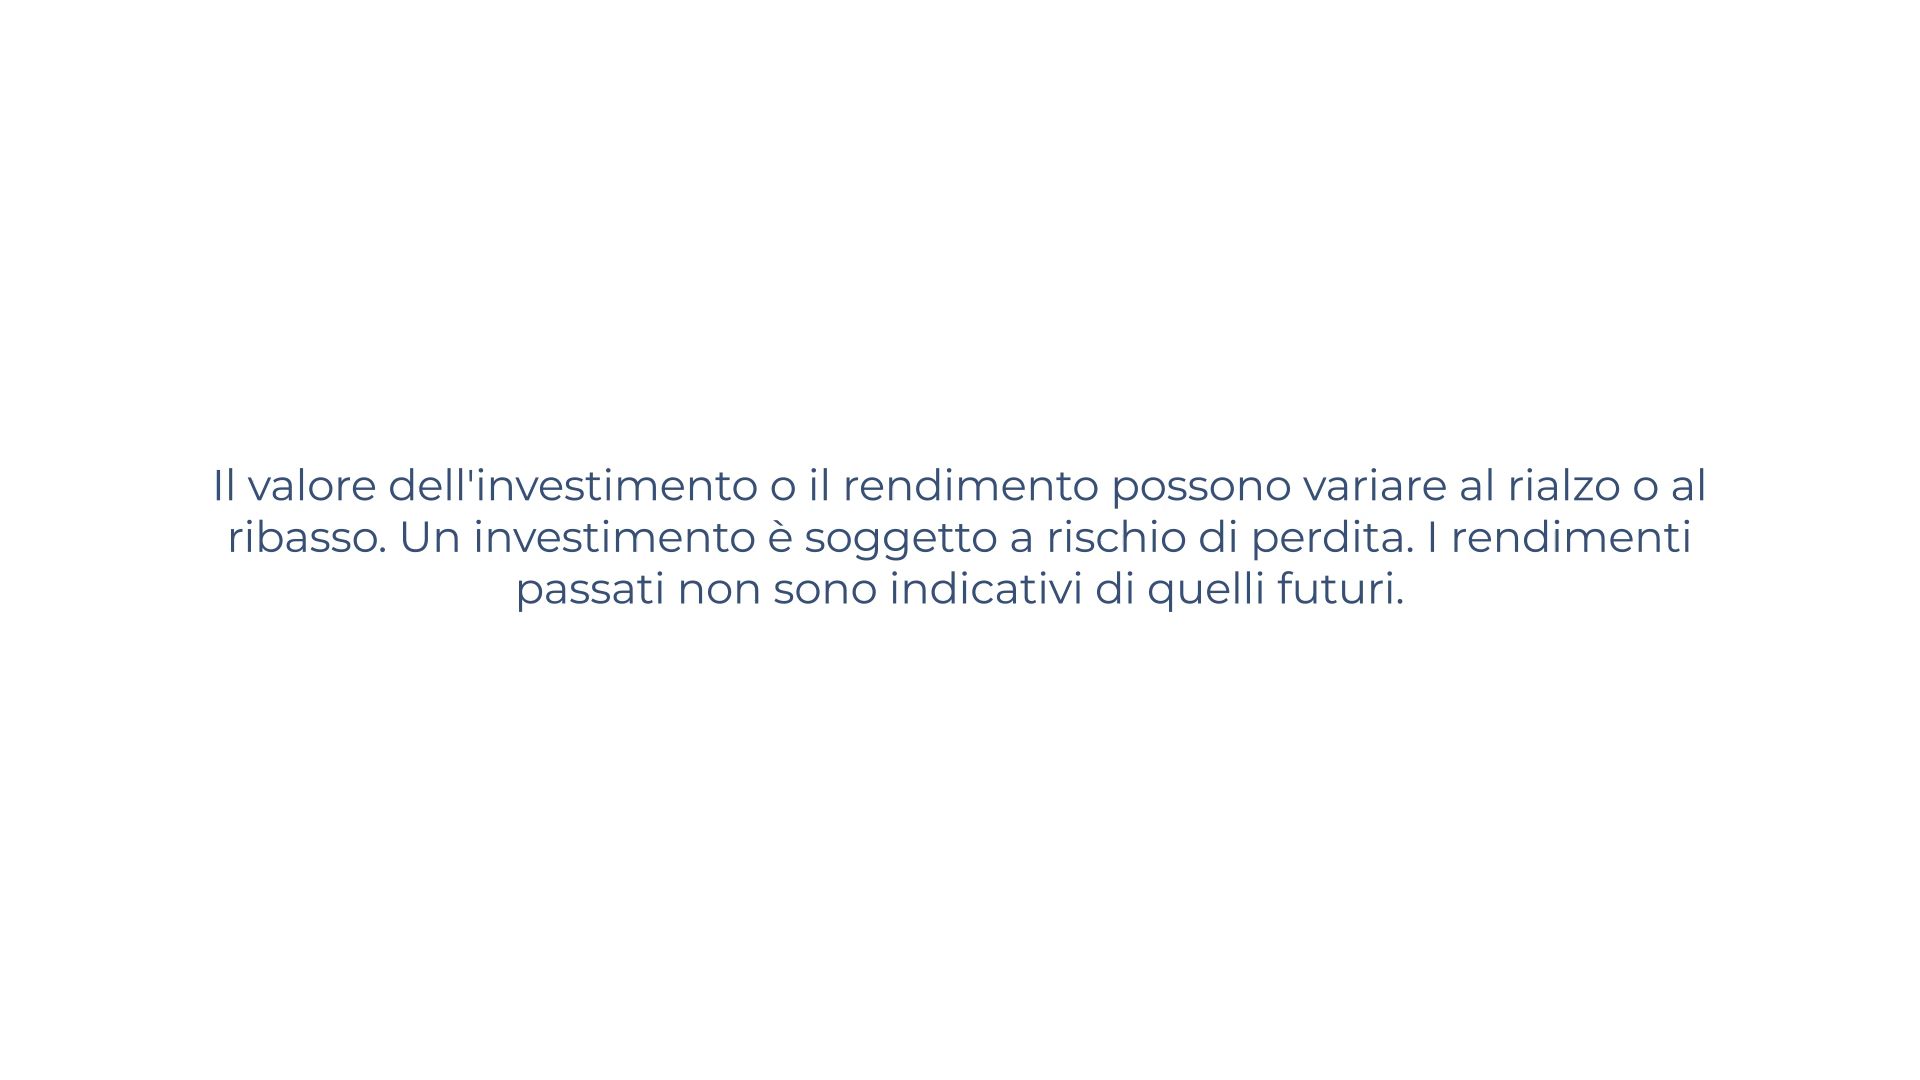 Il valore dell'investimento o il rendimento possono variare al rialzo o al
ribasso. Un investimento è soggetto a rischio di perdita. I rendimenti
passati non sono indicativi di quelli futuri.